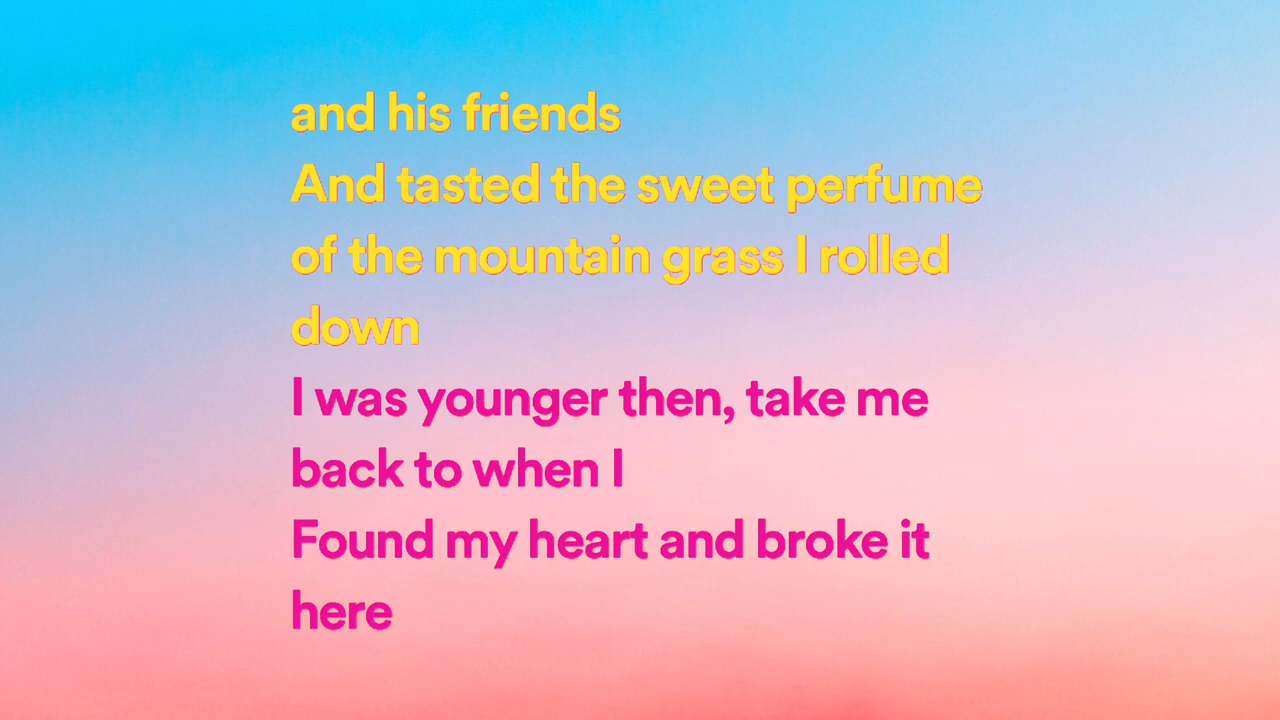 and his friends
And tasted the sweet perfume
of the mountain grass I rolled
down
I was younger then, take me
back to when I
Found my heart and broke it
here